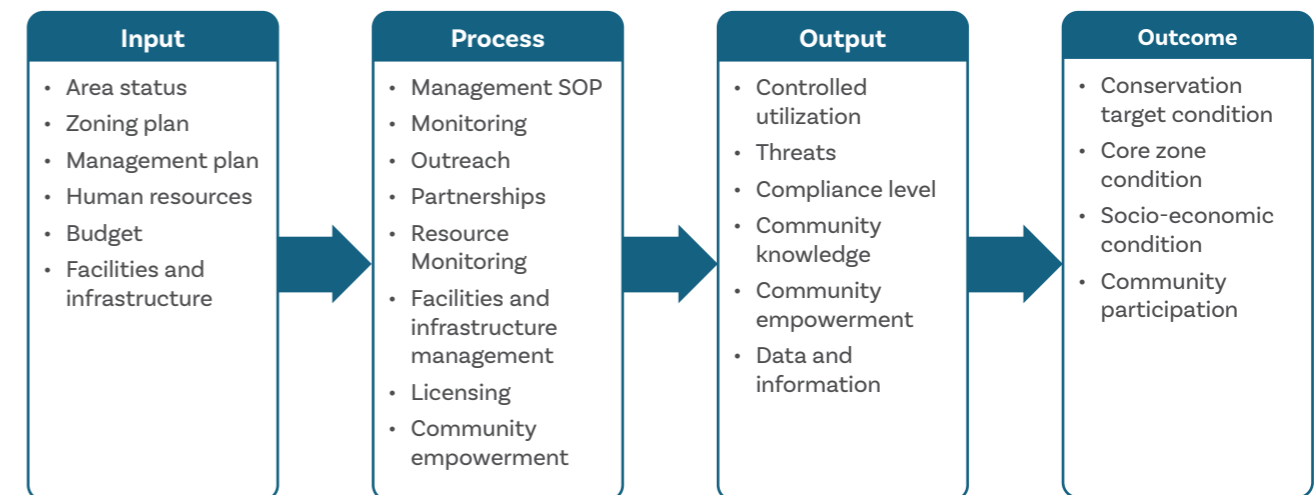 Input
• Area status
• Zoning plan
• Management plan
• Human resources
• Budget
• Facilities and
infrastructure
Process
• Management SOP
• Monitoring
• Outreach
• Partnerships
• Resource
Monitoring
• Facilities and
infrastructure
management
• Licensing
• Community
empowerment
Output
• Controlled
utilization
• Threats
• Compliance level
• Community
knowledge
• Community
empowerment
• Data and
information
Outcome
• Conservation
target condition
• Core zone
condition
• Socio-economic
condition
• Community
participation